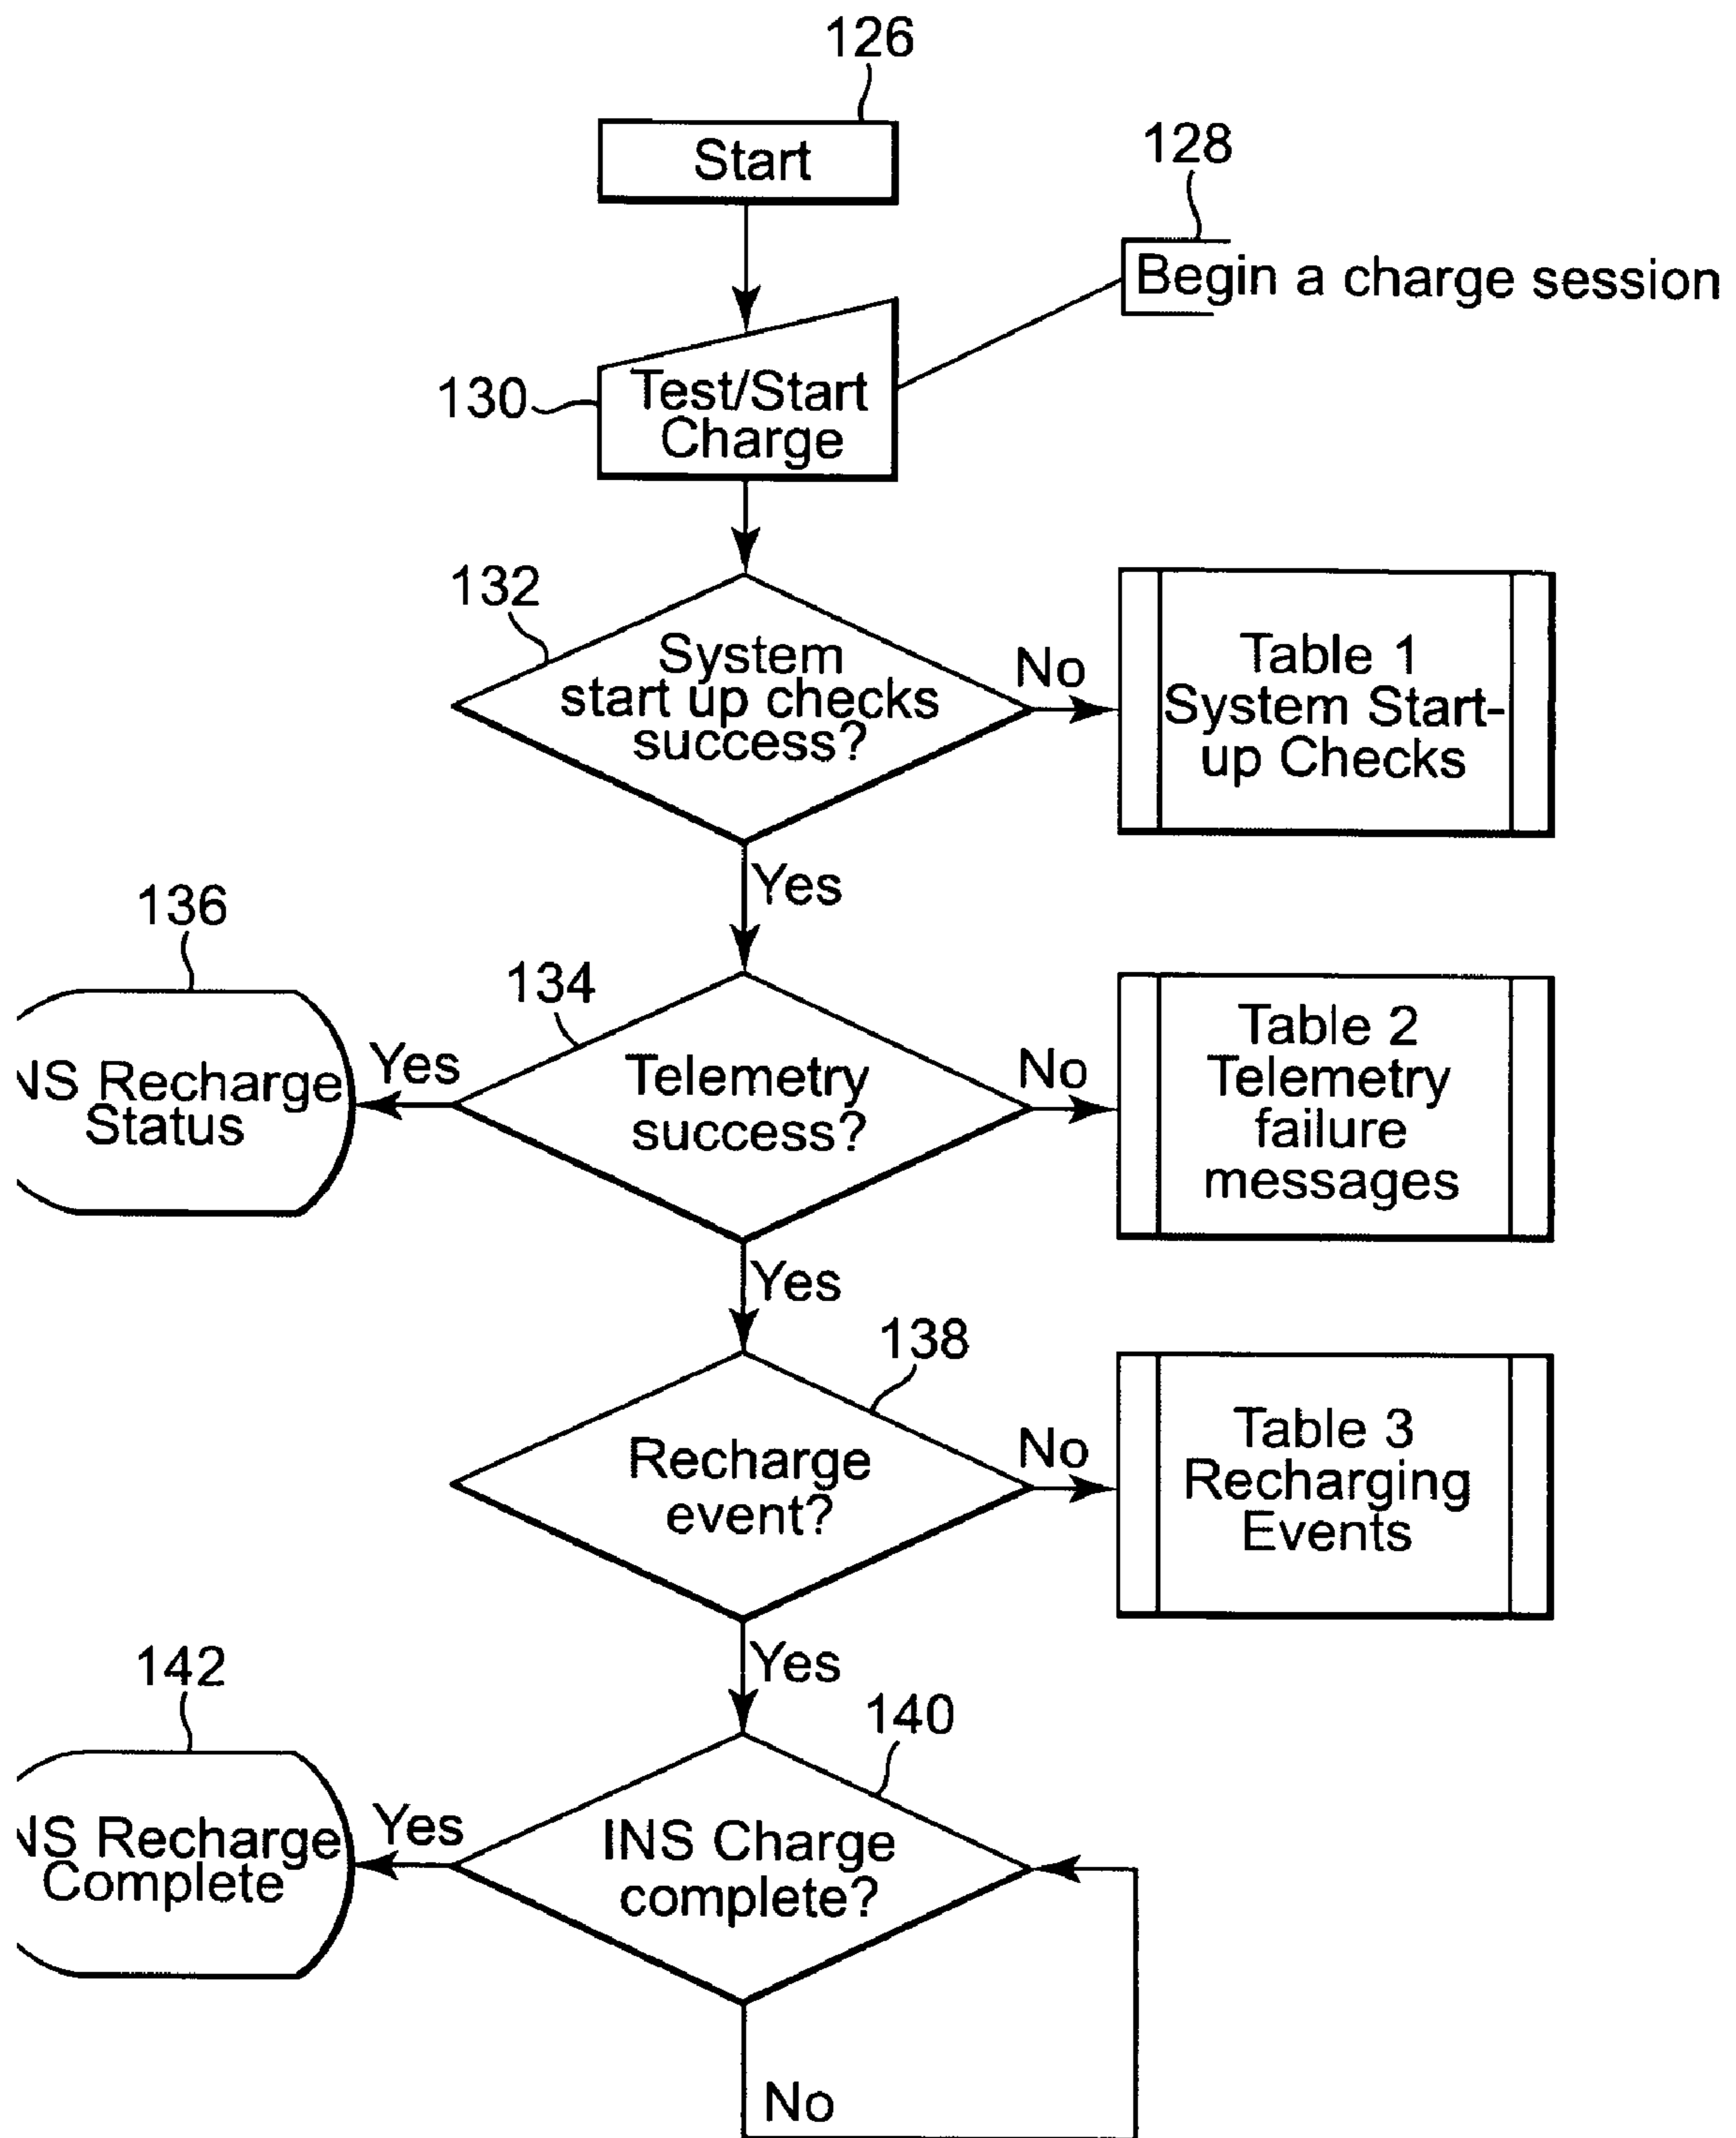 126
Start
128
Begin a charge session
130
Test/Start
Charge
132
System
start up checks
success?
No
Table 1
System Start-
up Checks
Yes
136
134
NS Recharge
Status
Yes
Telemetry
success?
No
Table 2
Telemetry
failure
messages
Yes
138
Recharge
event?
No
Table 3
Recharging
Events
Yes
142
140
NS Recharge
Complete
Yes
INS Charge
complete?
No